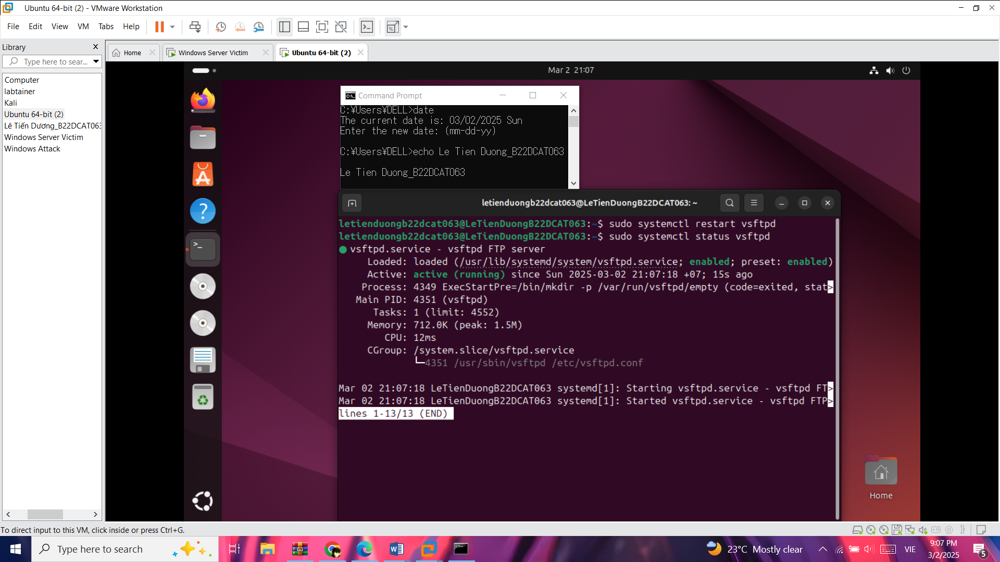 Ubuntu 64-bit (2) - VMware Workstation
File Edit View VM Tabs Help
Library
Type here to sear...
Computer
labtainer
Kali
Ubuntu 64-bit (2)
Lê Tiến Dương_B22DCAT063
Windows Server Victim
Windows Attack
Home
Windows Server Victim
Ubuntu 64-bit (2)
Mar 2 21:07
Command Prompt
C:¥Users¥DELL>date
The current date is: 03/02/2025 Sun
Enter the new date: (mm-dd-yy)
C:¥Users¥DELL>echo Le Tien Duong_B22DCAT063
Le Tien Duong_B22DCAT063
letienduongb22dcat063@LeTienDuongB22DCAT063: ~
letienduongb22dcat063@LeTienDuongB22DCAT063:~$ sudo systemctl restart vsftpd
letienduongb22dcat063@LeTienDuongB22DCAT063:~$ sudo systemctl status vsftpd
● vsftpd.service - vsftpd FTP server
Loaded: loaded (/usr/lib/systemd/system/vsftpd.service; enabled; preset: enabled)
Active: active (running) since Sun 2025-03-02 21:07:18 +07; 15s ago
Process: 4349 ExecStartPre=/bin/mkdir -p /var/run/vsftpd/empty (code=exited, stat>
Main PID: 4351 (vsftpd)
Tasks: 1 (limit: 4552)
Memory: 712.0K (peak: 1.5M)
CPU: 12ms
CGroup: /system.slice/vsftpd.service
└─4351 /usr/sbin/vsftpd /etc/vsftpd.conf
Mar 02 21:07:18 LeTienDuongB22DCAT063 systemd[1]: Starting vsftpd.service - vsftpd FT>
Mar 02 21:07:18 LeTienDuongB22DCAT063 systemd[1]: Started vsftpd.service - vsftpd FTP>
lines 1-13/13 (END)
Home
To direct input to this VM, click inside or press Ctrl+G.
Type here to search
23°C Mostly clear
VIE
9:07 PM
3/2/2025
5